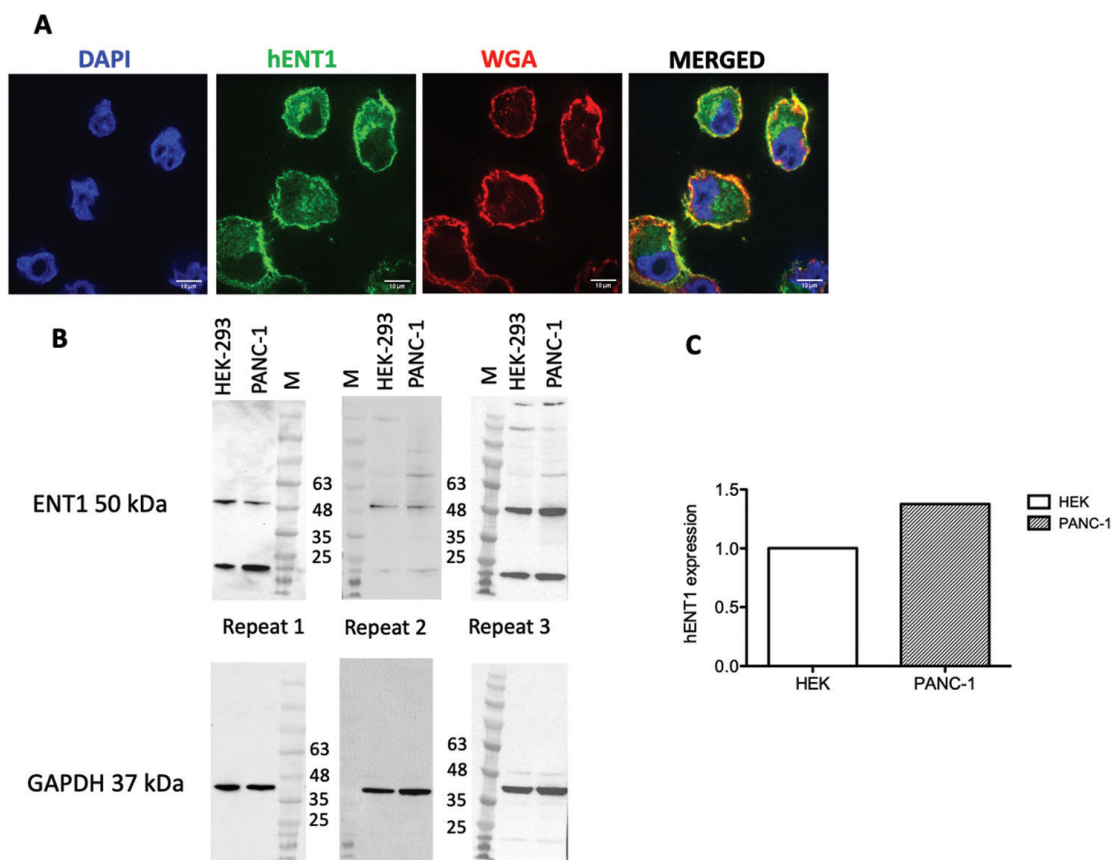 A
DAPI hENT1 WGA MERGED
10 µm 10 µm 10 µm 10 µm
B
HEK-293 PANC-1 M M HEK-293 PANC-1 M HEK-293 PANC-1
ENT1 50 kDa
63 63
48 48
35 35
25 25
Repeat 1 Repeat 2 Repeat 3
GAPDH 37 kDa
63 63
48 48
35 35
25 25
C
hENT1 expression
1.5
1.0
0.5
0.0
HEK PANC-1
HEK
PANC-1